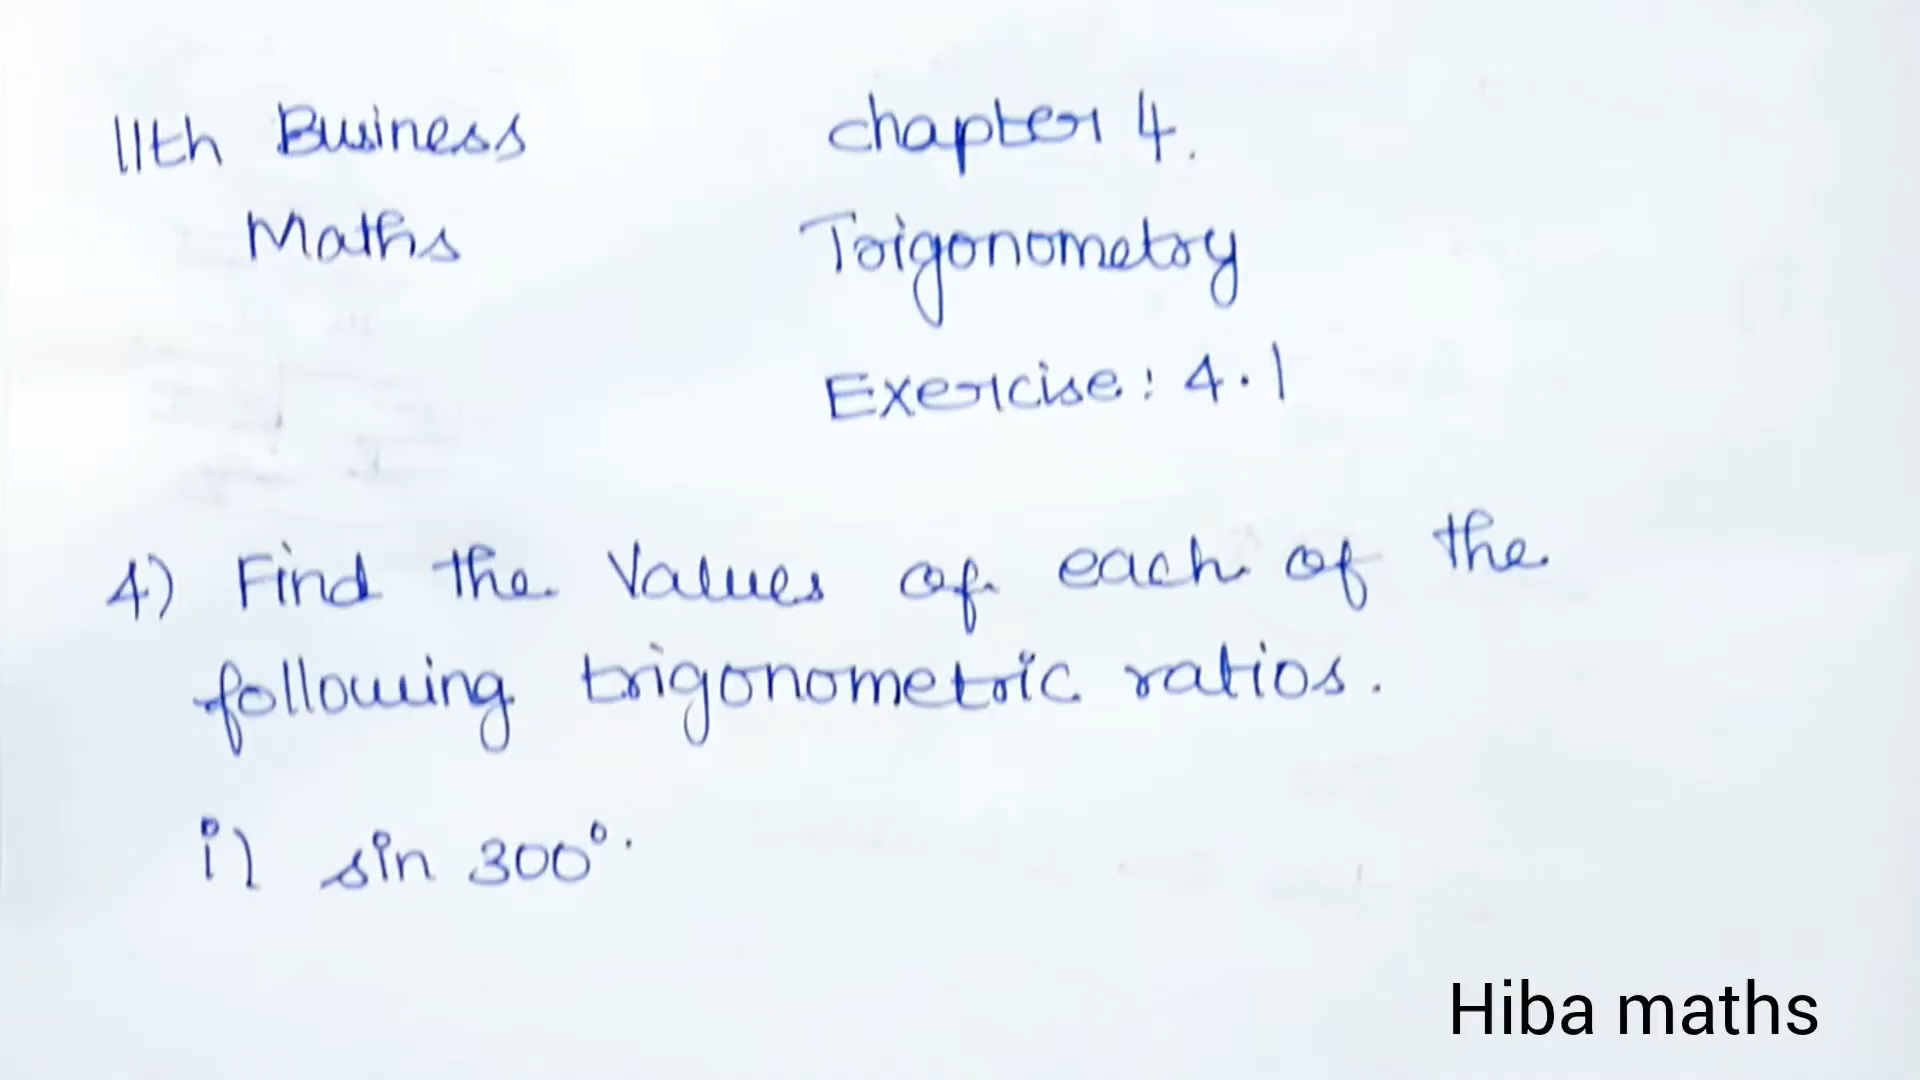 11th Business
Maths
chapter 4.
Trigonometry
Exercise: 4.1
4) Find the Values of each of the
following trigonometric ratios.
i) sin 300°.
Hiba maths